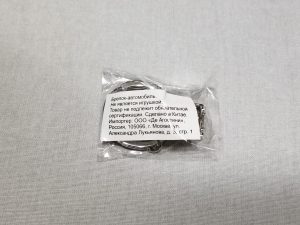 Брелок-автомобиль
не является игрушкой.
Товар не подлежит обязательной
сертификации. Сделано в Китае.
Импортер: ООО «Де Агостини»,
Россия, 105066, г. Москва, ул.
Александра Лукьянова, д. 3, стр. 1